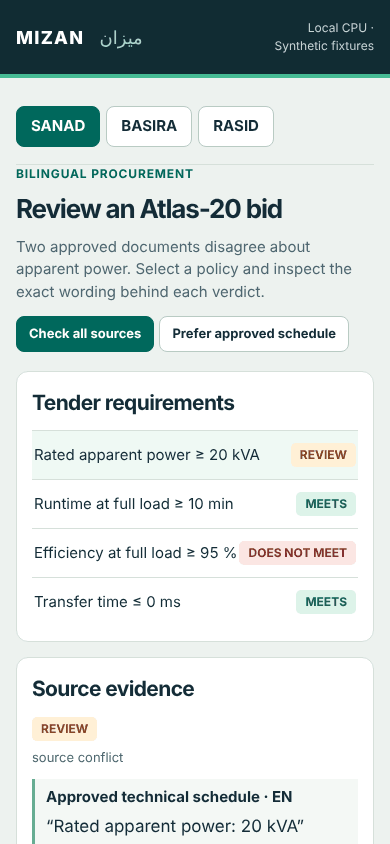 MIZAN ميزان
Local CPU ·
Synthetic fixtures
SANAD BASIRA RASID
BILINGUAL PROCUREMENT
Review an Atlas-20 bid
Two approved documents disagree about
apparent power. Select a policy and inspect the
exact wording behind each verdict.
Check all sources Prefer approved schedule
Tender requirements
Rated apparent power ≥ 20 kVA REVIEW
Runtime at full load ≥ 10 min MEETS
Efficiency at full load ≥ 95 % DOES NOT MEET
Transfer time ≤ 0 ms MEETS
Source evidence
REVIEW
source conflict
Approved technical schedule · EN
“Rated apparent power: 20 kVA”